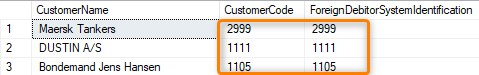 CustomerName CustomerCode ForeignDebitorSystemIdentification
1 Maersk Tankers 2999 2999
2 DUSTIN A/S 1111 1111
3 Bondemand Jens Hansen 1105 1105